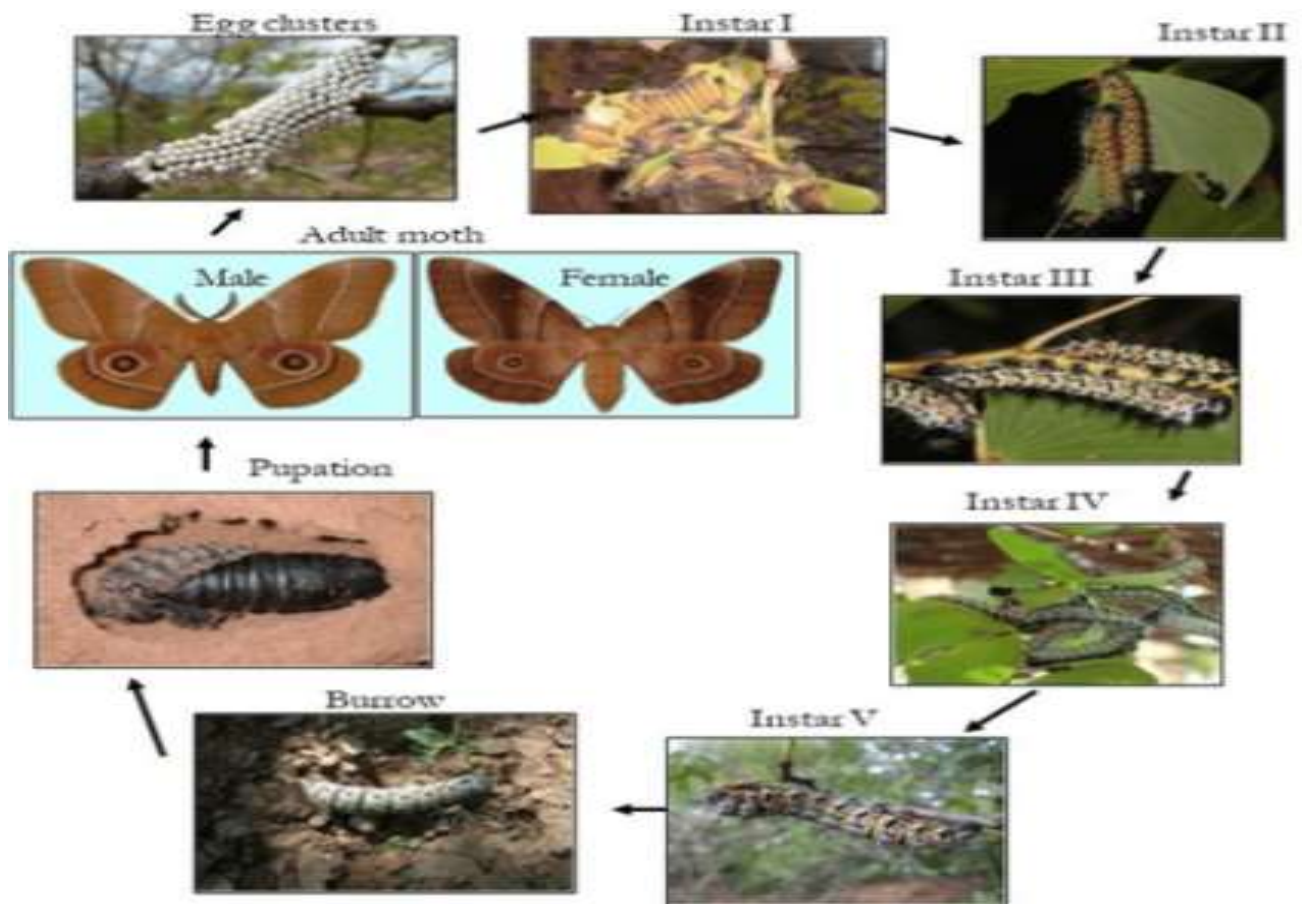 Egg clusters
Instar I
Instar II
Adult moth
Male
Female
Instar III
Pupation
Instar IV
Burrow
Instar V